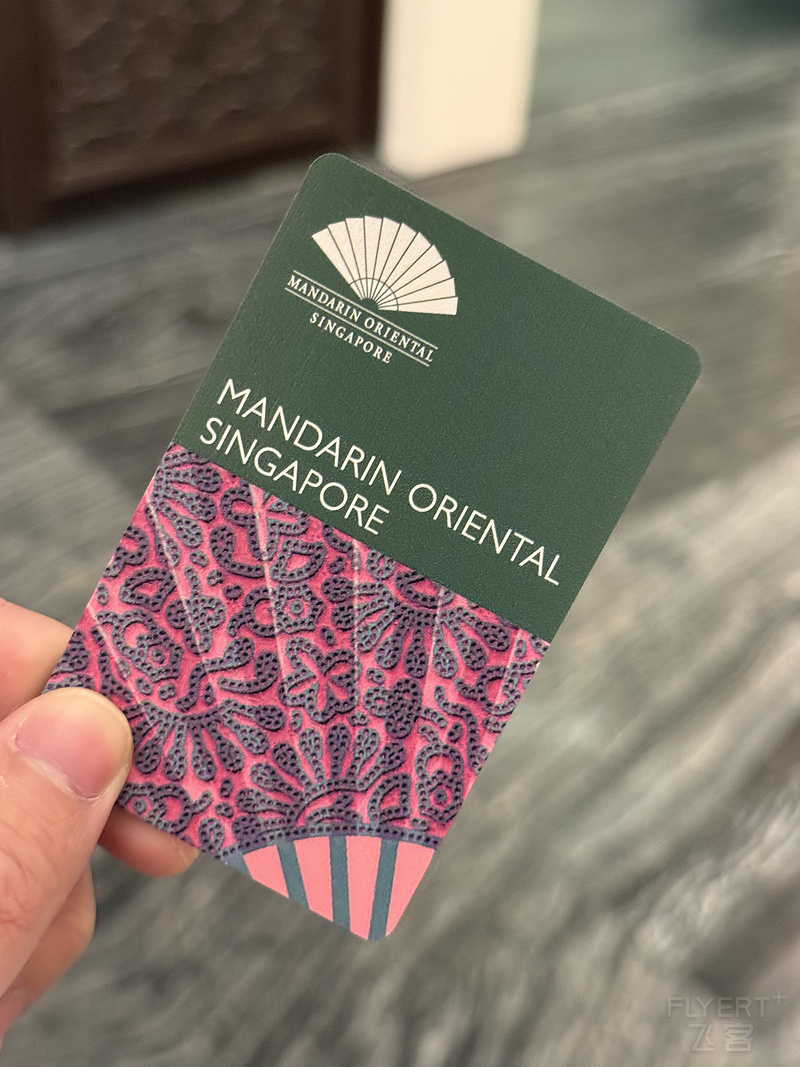 MANDARIN ORIENTAL
SINGAPORE
MANDARIN ORIENTAL
SINGAPORE
FLYERT+
飞客